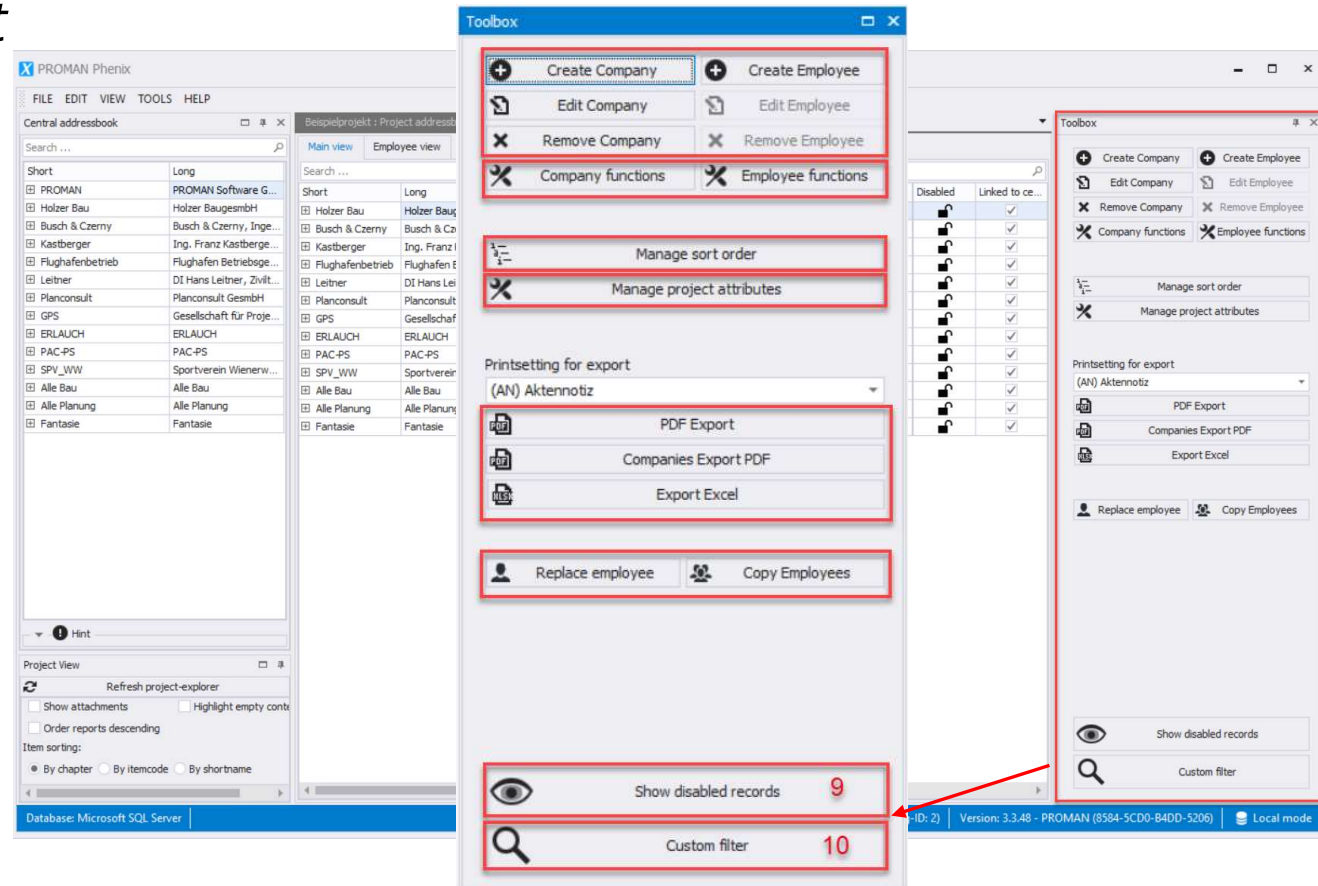 t
PROMAN Phenix
FILE EDIT VIEW TOOLS HELP
Central addressbook
Search ...
Short Long
PROMAN PROMAN Software G...
Holzer Bau Holzer BaugesmbH
Busch & Czerny Busch & Czerny, Inge...
Kastberger Ing. Franz Kastberge...
Flughafenbetrieb Flughafen Betriebsge...
Leitner DI Hans Leitner, Zivilt...
Planconsult Planconsult GesmbH
GPS Gesellschaft für Proje...
ERLAUCH ERLAUCH
PAC-PS PAC-PS
SPV_WW Sportverein Wienerw...
Alle Bau Alle Bau
Alle Planung Alle Planung
Fantasie Fantasie
Hint
Project View
Refresh project-explorer
Show attachments Highlight empty conte
Order reports descending
Item sorting:
By chapter By itemcode By shortname
Database: Microsoft SQL Server
Beispielprojekt : Project addressb
Main view Employee view
Search ...
Short Long
Holzer Bau Holzer Baug
Busch & Czerny Busch & Cze
Kastberger Ing. Franz
Flughafenbetrieb Flughafen B
Leitner DI Hans Lei
Planconsult Planconsult
GPS Gesellschaf
ERLAUCH ERLAUCH
PAC-PS PAC-PS
SPV_WW Sportverein
Alle Bau Alle Bau
Alle Planung Alle Planung
Fantasie Fantasie
Toolbox
Create Company Create Employee
Edit Company Edit Employee
Remove Company Remove Employee
Company functions Employee functions
Manage sort order
Manage project attributes
Printsetting for export
(AN) Aktennotiz
PDF Export
Companies Export PDF
Export Excel
Replace employee Copy Employees
Show disabled records 9
Custom filter 10
Disabled Linked to ce...
Toolbox
Create Company Create Employee
Edit Company Edit Employee
Remove Company Remove Employee
Company functions Employee functions
Manage sort order
Manage project attributes
Printsetting for export
(AN) Aktennotiz
PDF Export
Companies Export PDF
Export Excel
Replace employee Copy Employees
Show disabled records
Custom filter
-ID: 2) Version: 3.3.48 - PROMAN (8584-5CD0-B4DD-5206) Local mode